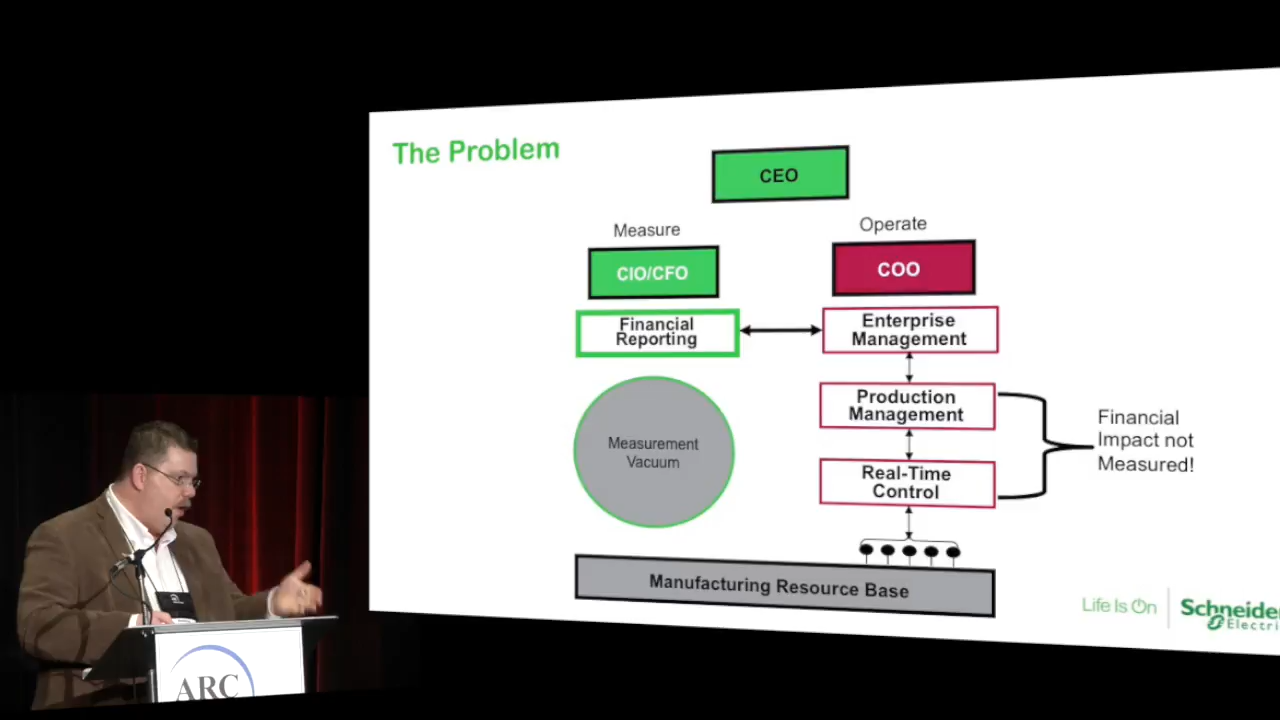 The Problem
CEO
Measure
Operate
CIO/CFO
COO
Financial
Reporting
Enterprise
Management
Production
Management
Measurement
Vacuum
Real-Time
Control
Financial
Impact not
Measured!
Manufacturing Resource Base
Life Is On
Schneider
Electri
ARC